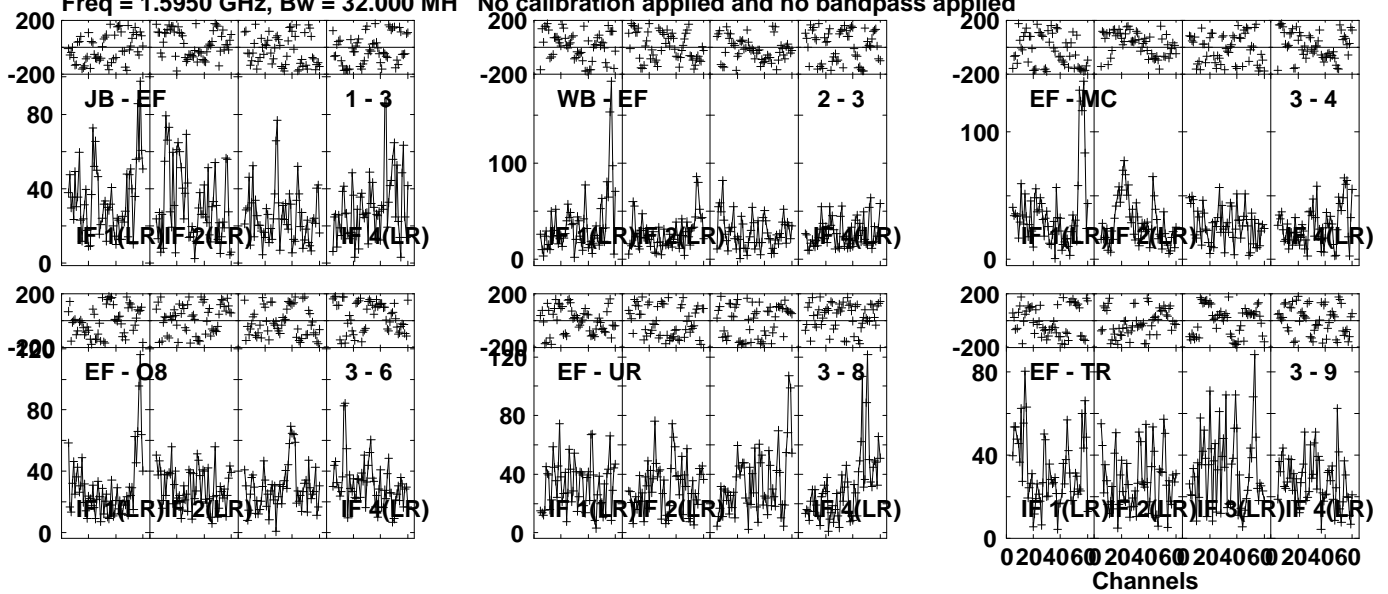 Freq = 1.5950 GHz, Bw = 32.000 MH No calibration applied and no bandpass applied
200
-200
80
40
0
JB - EF 1 - 3
IF 1(LR) IF 2(LR) IF 4(LR)
200
-200
100
0
WB - EF 2 - 3
IF 1(LR) IF 2(LR) IF 4(LR)
200
-200
100
0
EF - MC 3 - 4
IF 1(LR) IF 2(LR) IF 4(LR)
200
-200
120
80
40
0
EF - O8 3 - 6
IF 1(LR) IF 2(LR) IF 4(LR)
200
-200
120
80
40
0
EF - UR 3 - 8
IF 1(LR) IF 2(LR) IF 4(LR)
200
-200
80
40
0
EF - TR 3 - 9
IF 1(LR) IF 2(LR) IF 3(LR) IF 4(LR)
0 204060 0 204060 0 204060 0 204060
Channels